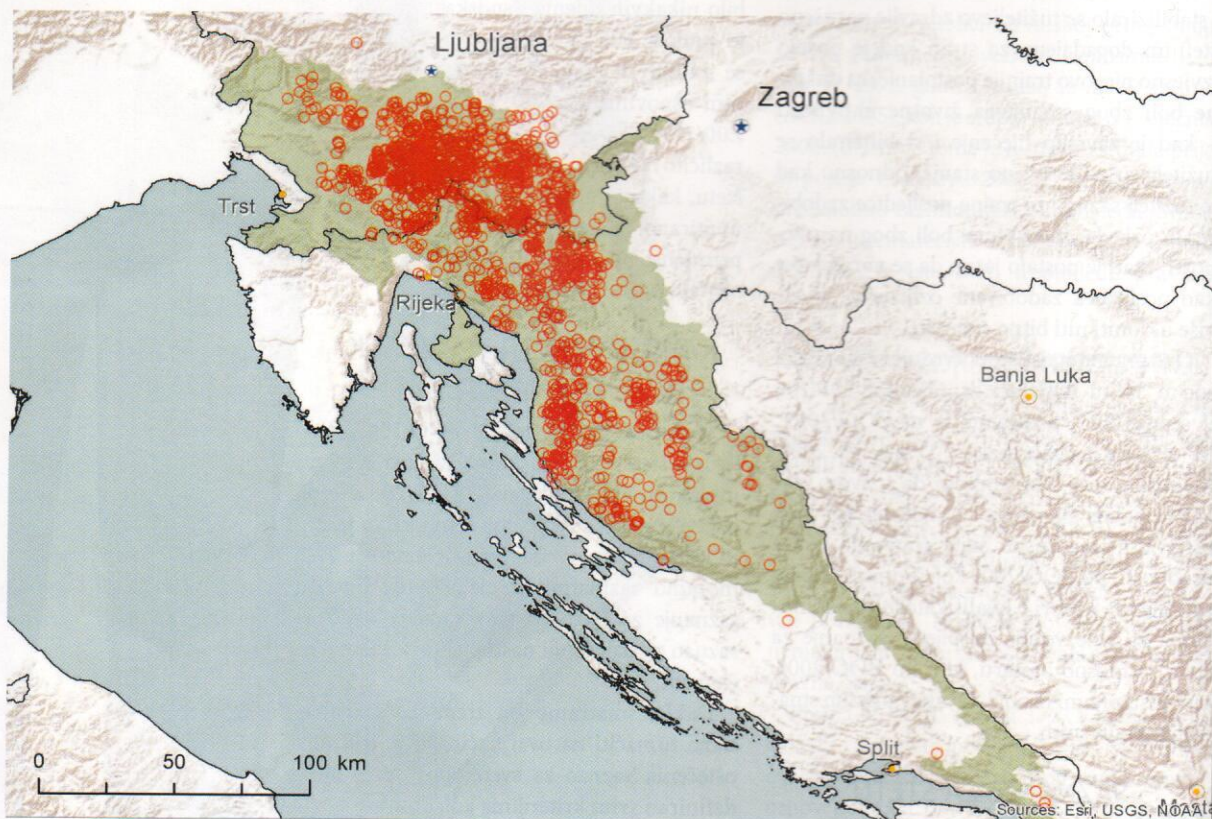 Ljubljana
Zagreb
Trst
Rijeka
Banja Luka
Split
0 50 100 km
Sources: Esri, USGS, NOAA